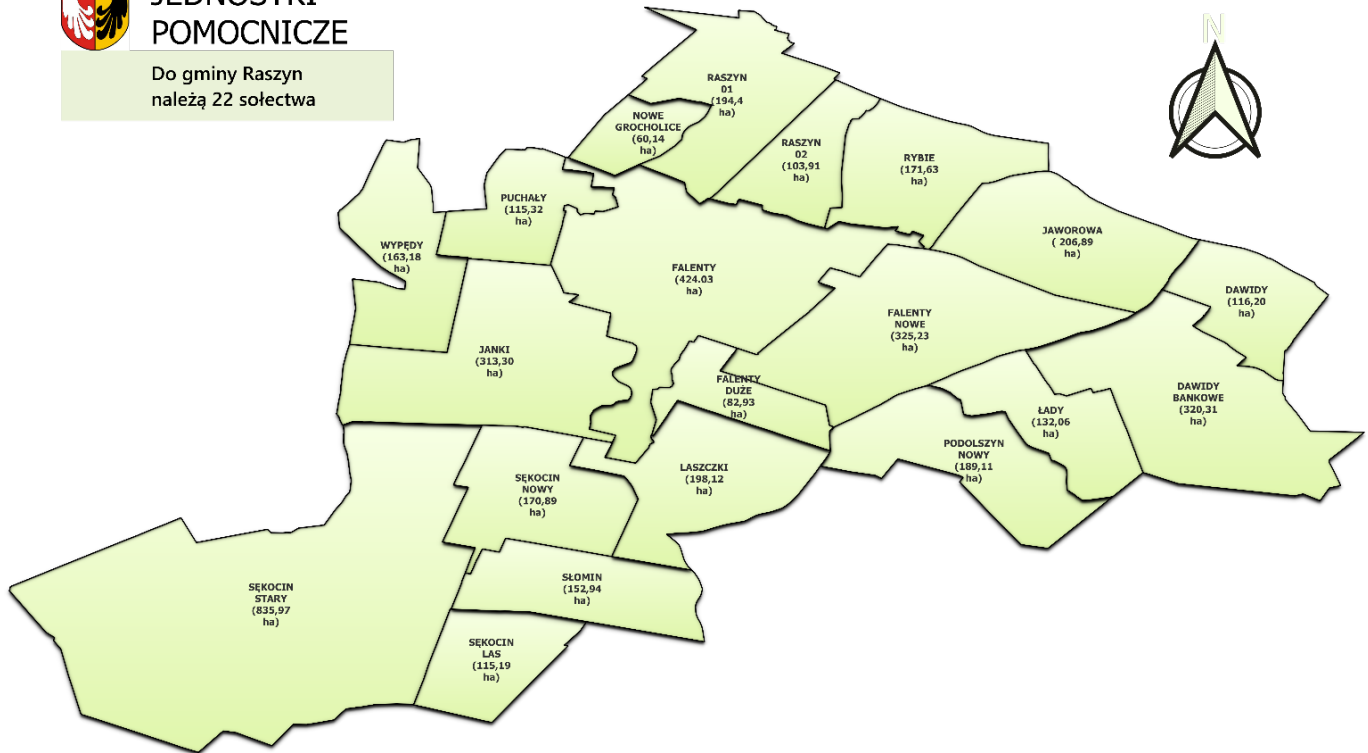 JEDNOSTKI
POMOCNICZE
Do gminy Raszyn
należą 22 sołectwa
N
RASZYN
01
(194,4
ha)
NOWE
GROCHOLICE
(60,14
ha)
RASZYN
02
(103,91
ha)
RYBIE
(171,63
ha)
PUCHAŁY
(115,32
ha)
WYPĘDY
(163,18
ha)
JAWOROWA
( 206,89
ha)
FALENTY
(424.03
ha)
DAWIDY
(116,20
ha)
FALENTY
NOWE
(325,23
ha)
JANKI
(313,30
ha)
FALENTY
DUŻE
(82,93
ha)
DAWIDY
BANKOWE
(320,31
ha)
ŁADY
(132,06
ha)
PODOLSZYN
NOWY
(189,11
ha)
LASZCZKI
(198,12
ha)
SĘKOCIN
NOWY
(170,89
ha)
SŁOMIN
(152,94
ha)
SĘKOCIN
STARY
(835,97
ha)
SĘKOCIN
LAS
(115,19
ha)